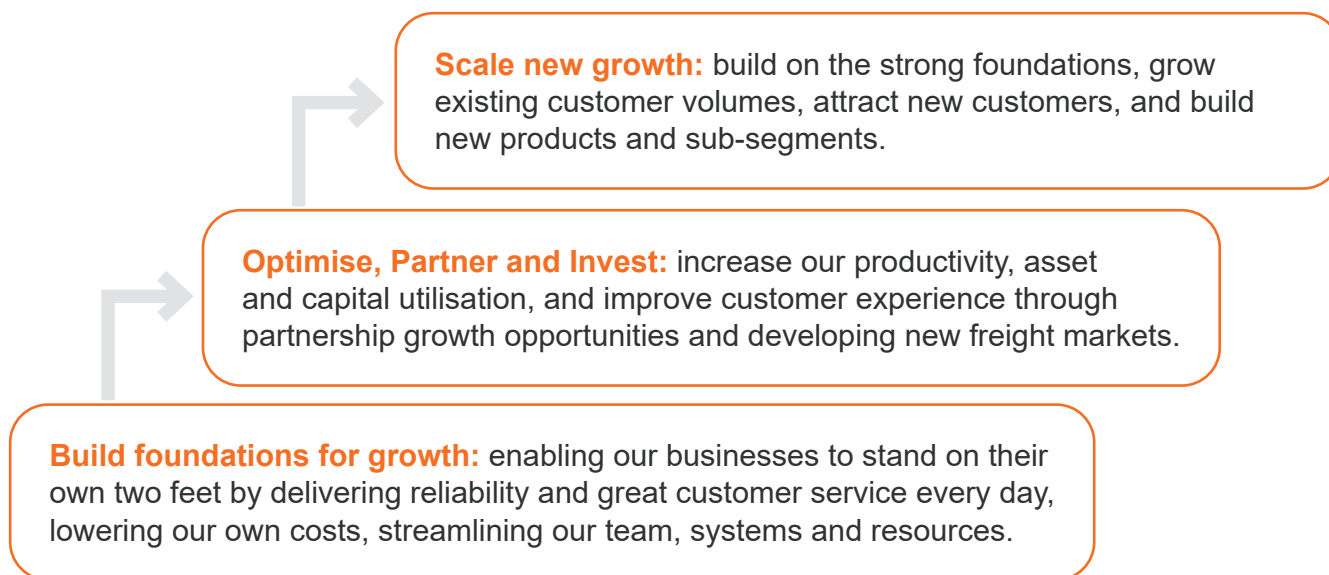 Scale new growth: build on the strong foundations, grow
existing customer volumes, attract new customers, and build
new products and sub-segments.
Optimise, Partner and Invest: increase our productivity, asset
and capital utilisation, and improve customer experience through
partnership growth opportunities and developing new freight markets.
Build foundations for growth: enabling our businesses to stand on their
own two feet by delivering reliability and great customer service every day,
lowering our own costs, streamlining our team, systems and resources.